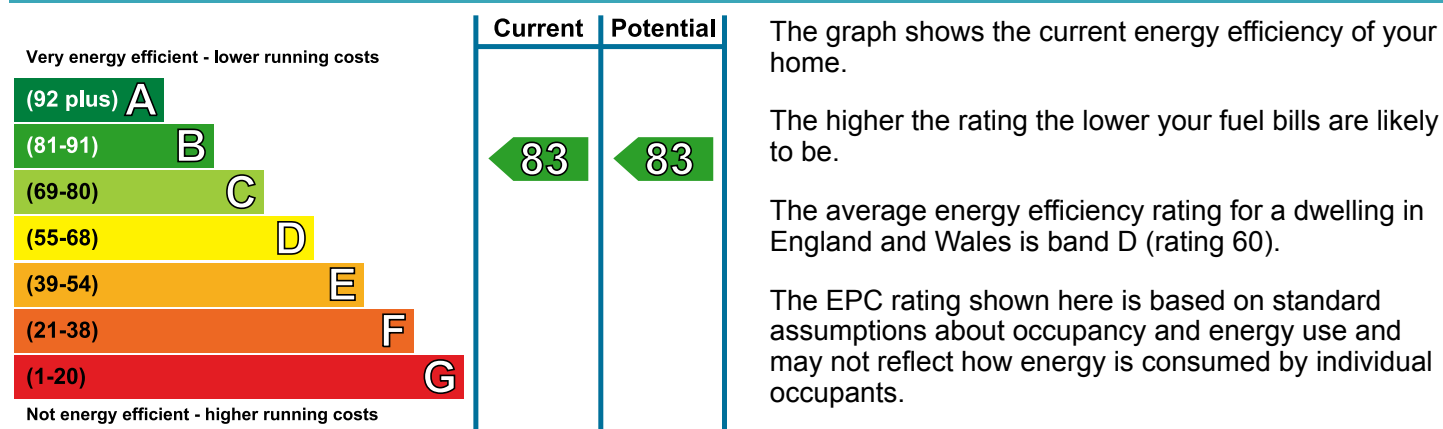 Current Potential
Very energy efficient - lower running costs
(92 plus) A
(81-91) B
83 83
(69-80) C
(55-68) D
(39-54) E
(21-38) F
(1-20) G
Not energy efficient - higher running costs
The graph shows the current energy efficiency of your
home.
The higher the rating the lower your fuel bills are likely
to be.
The average energy efficiency rating for a dwelling in
England and Wales is band D (rating 60).
The EPC rating shown here is based on standard
assumptions about occupancy and energy use and
may not reflect how energy is consumed by individual
occupants.